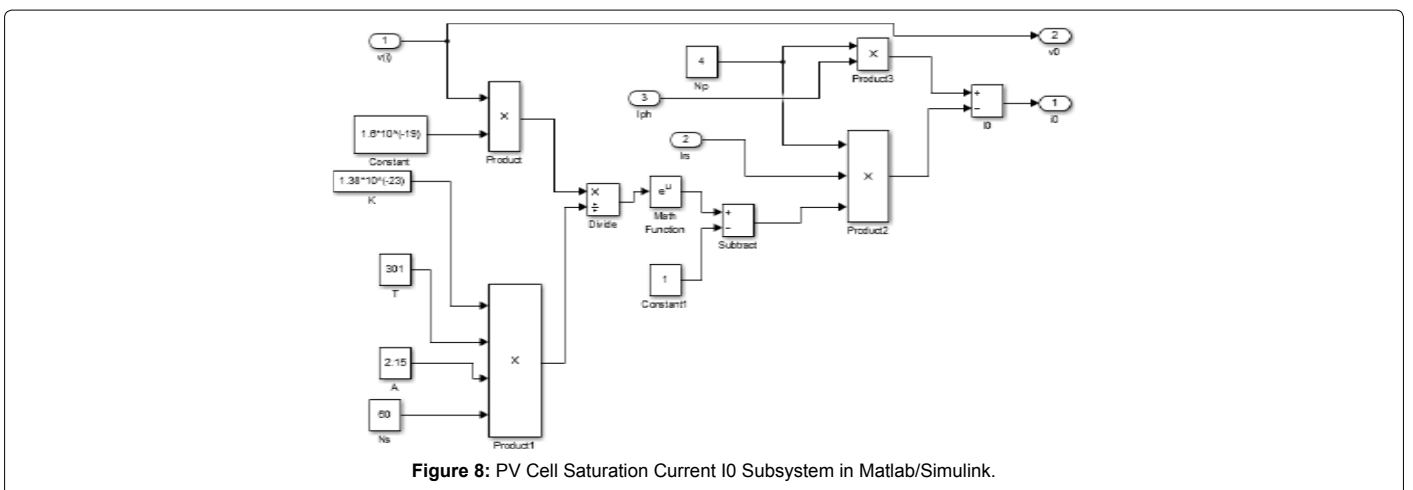 1
v(i)
2
v0
4
Np
×
Product3
3
Iph
+
−
I0
1
i0
1.6*10^(-19)
Constant
×
Product
2
Irs
1.38*10^(-23)
K
×
÷
Divide
e^u
Math
Function
+
−
Subtract
×
Product2
301
T
1
Constant1
2.15
A
60
Ns
×
Product1
Figure 8: PV Cell Saturation Current I0 Subsystem in Matlab/Simulink.